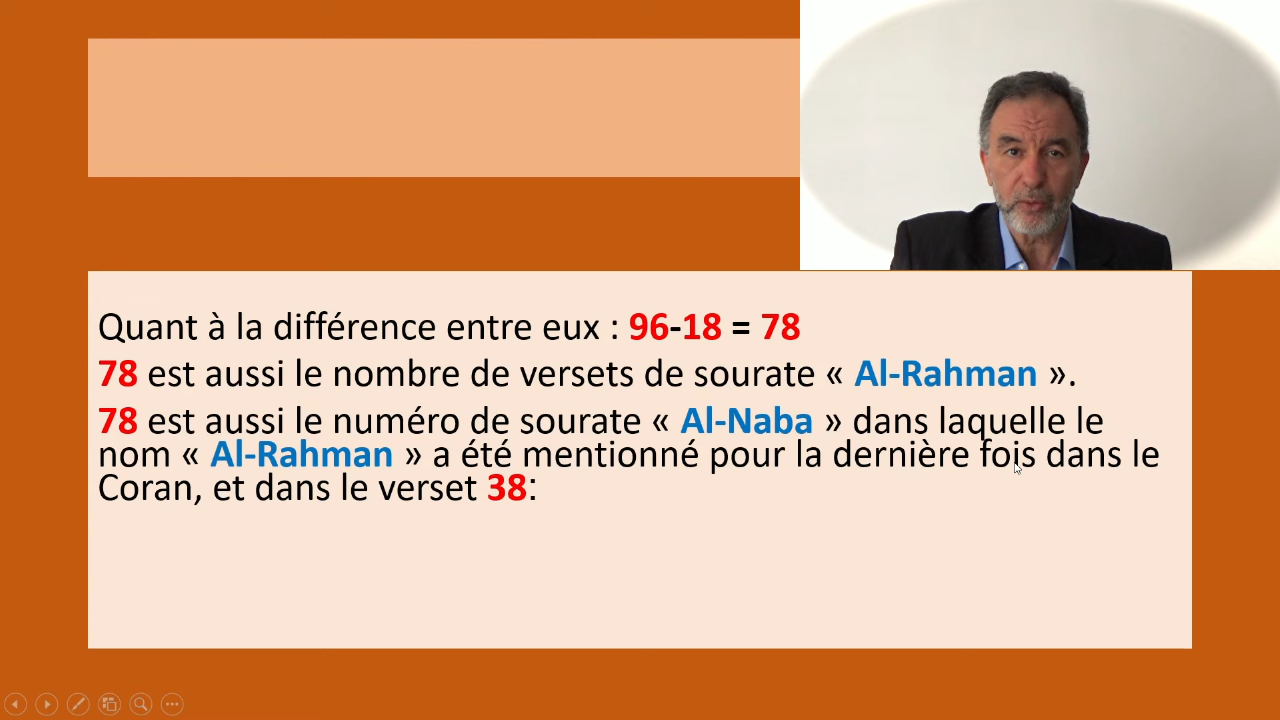 Quant à la différence entre eux : 96-18 = 78
78 est aussi le nombre de versets de sourate « Al-Rahman ».
78 est aussi le numéro de sourate « Al-Naba » dans laquelle le
nom « Al-Rahman » a été mentionné pour la dernière fois dans le
Coran, et dans le verset 38: